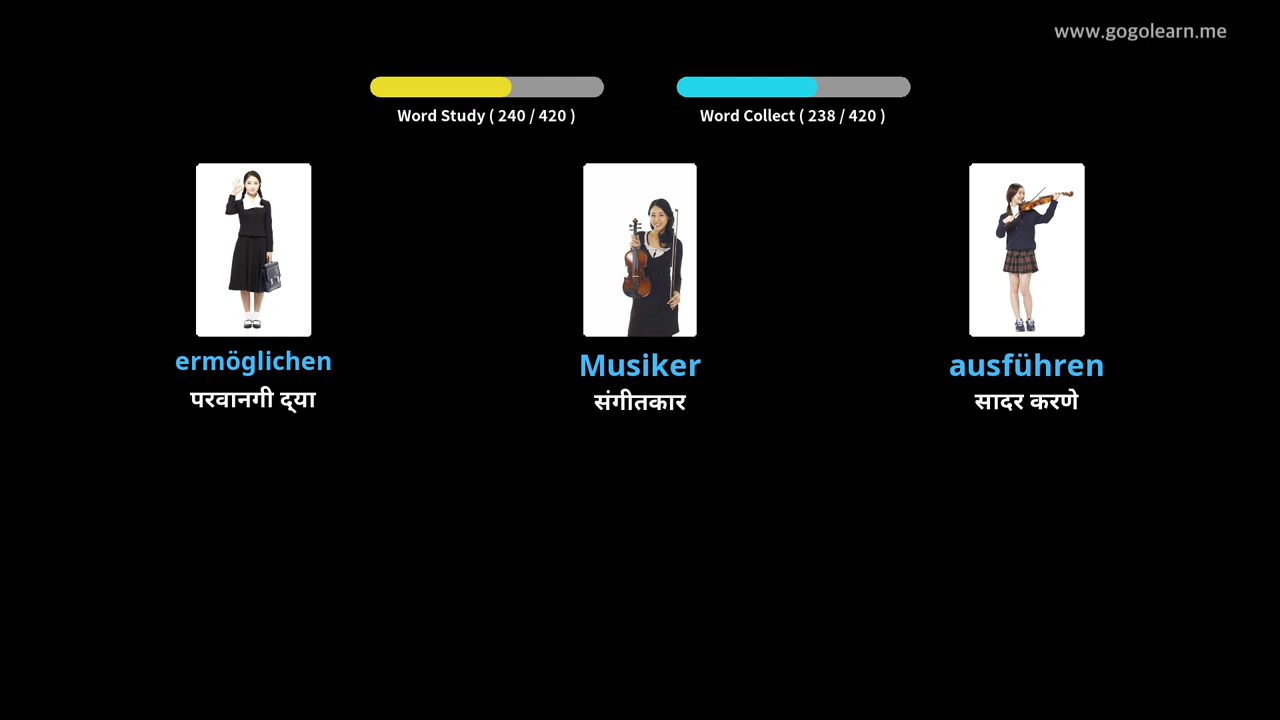 www.gogolearn.me
Word Study ( 240 / 420 )
Word Collect ( 238 / 420 )
ermöglichen
परवानगी द्या
Musiker
संगीतकार
ausführen
सादर करणे